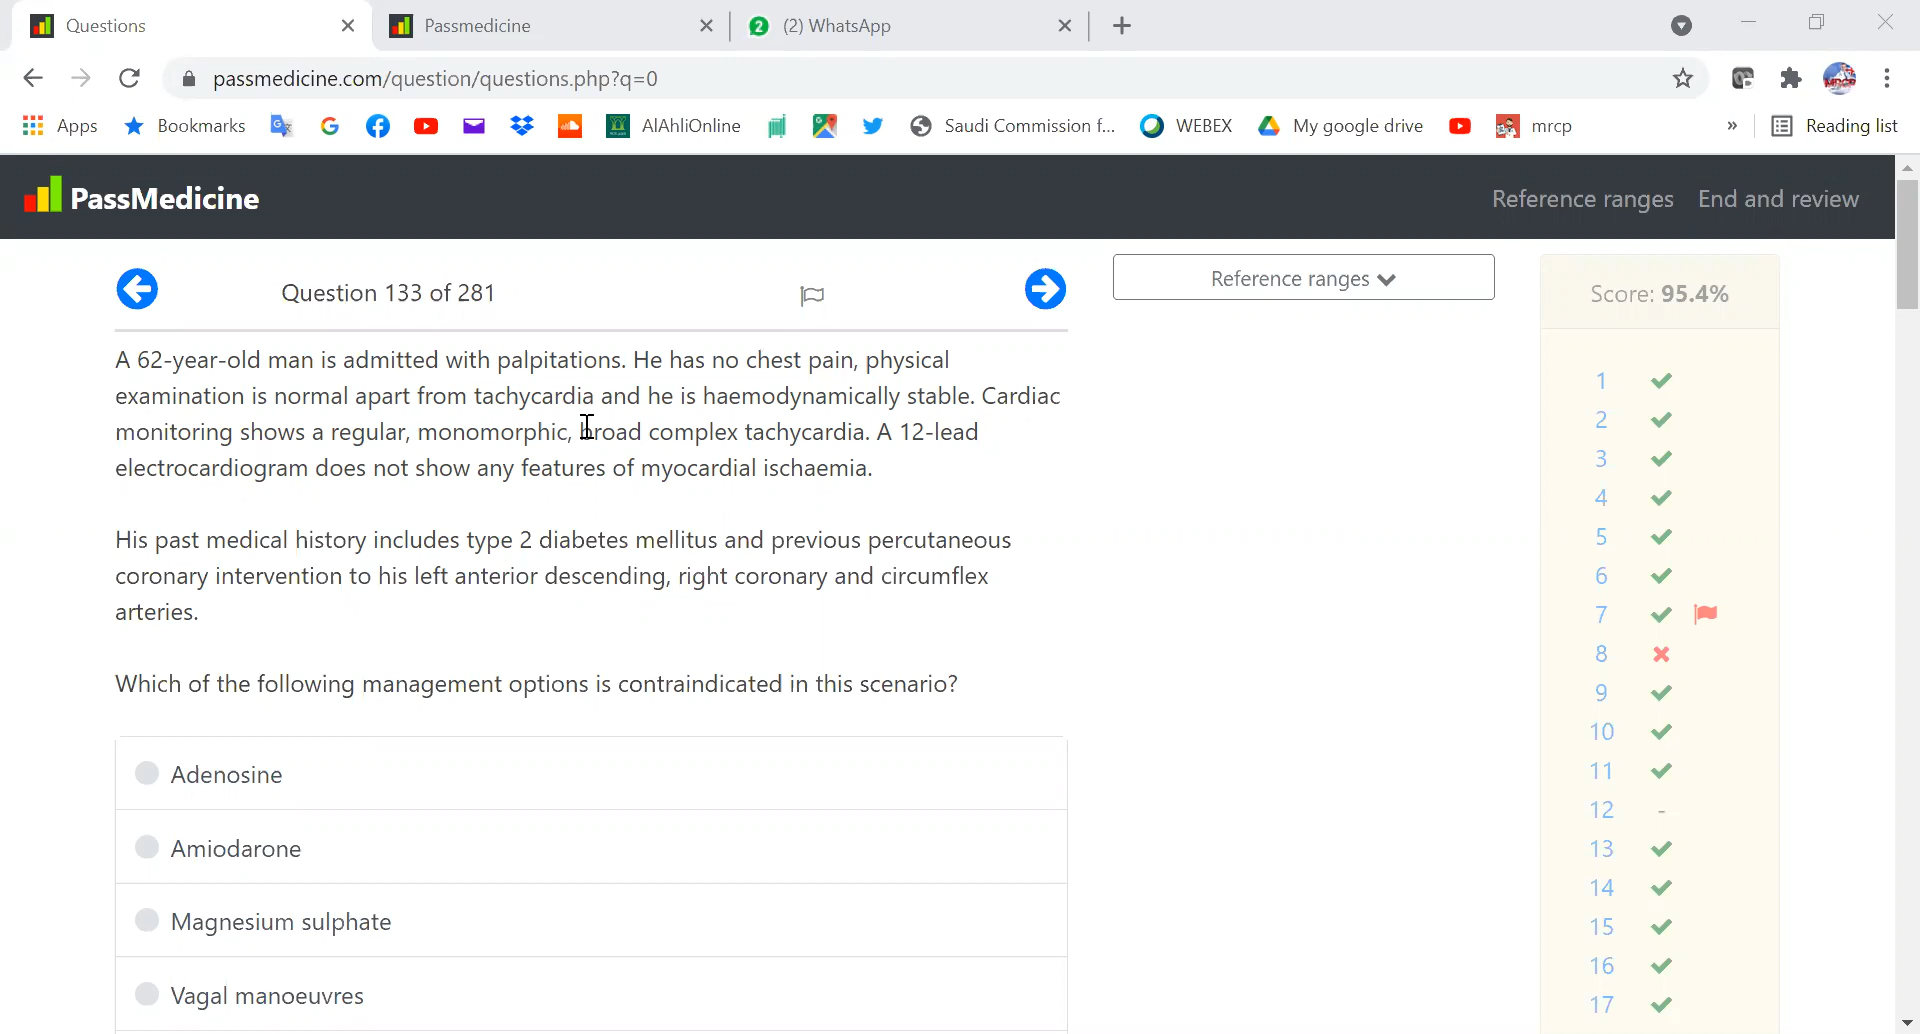 Questions
Passmedicine
2 (2) WhatsApp
passmedicine.com/question/questions.php?q=0
Apps
Bookmarks
AlAhliOnline
Saudi Commission f...
WEBEX
My google drive
mrcp
»
Reading list
PassMedicine
Reference ranges
End and review
Question 133 of 281
Reference ranges
Score: 95.4%
A 62-year-old man is admitted with palpitations. He has no chest pain, physical
examination is normal apart from tachycardia and he is haemodynamically stable. Cardiac
monitoring shows a regular, monomorphic, broad complex tachycardia. A 12-lead
electrocardiogram does not show any features of myocardial ischaemia.
His past medical history includes type 2 diabetes mellitus and previous percutaneous
coronary intervention to his left anterior descending, right coronary and circumflex
arteries.
Which of the following management options is contraindicated in this scenario?
Adenosine
Amiodarone
Magnesium sulphate
Vagal manoeuvres
1
2
3
4
5
6
7
8
9
10
11
12 -
13
14
15
16
17